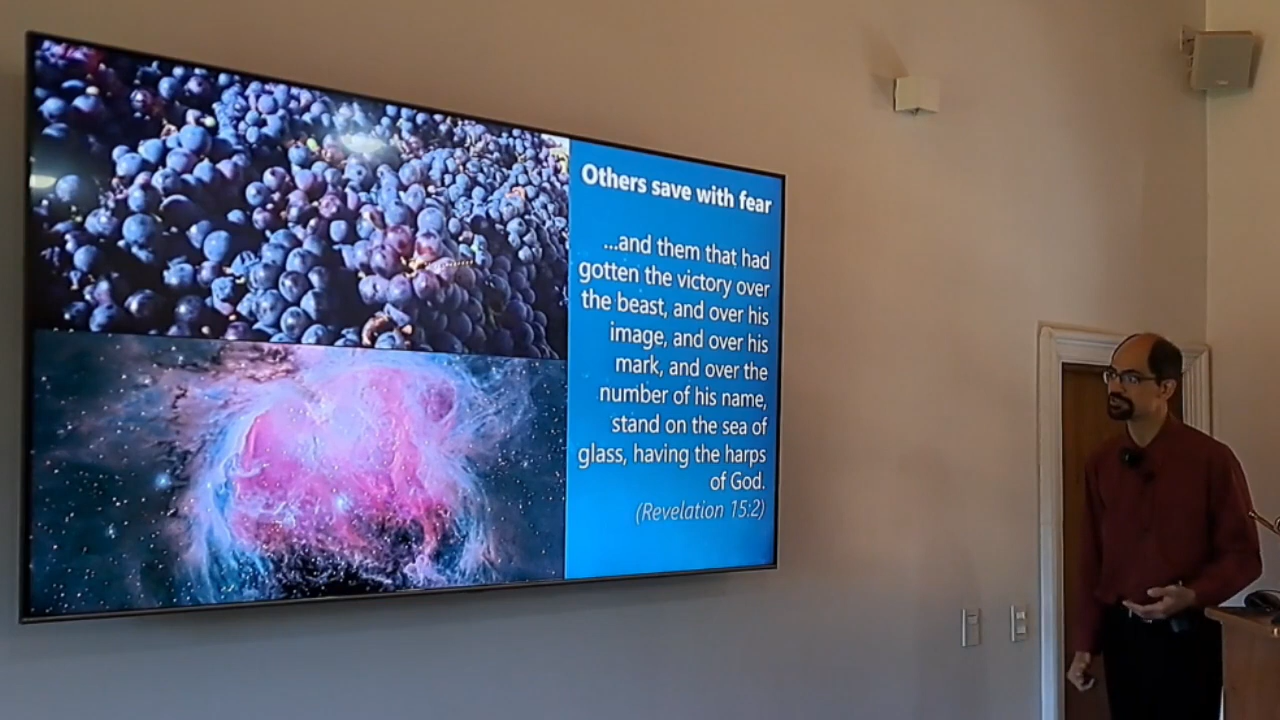 Others save with fear
...and them that had
gotten the victory over
the beast, and over his
image, and over his
mark, and over the
number of his name,
stand on the sea of
glass, having the harps
of God.
(Revelation 15:2)